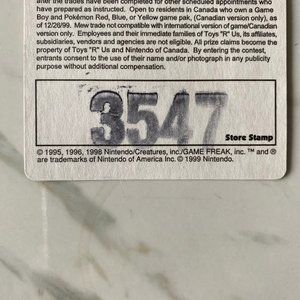 after the trades have been completed for other scheduled appointments who
have prepared as instructed. Open to residents in Canada who own a Game
Boy and Pokémon Red, Blue, or Yellow game pak, (Canadian version only), as
of 12/26/99. Mew trade not compatible with international version of game/Canadian
version only. Employees and their immediate families of Toys "R" Us, its affiliates,
subsidiaries, vendors and agencies are not eligible. All prize claims become the
property of Toys "R" Us and Nintendo of Canada. By entering the contest,
entrants consent to the use of their name and/or photograph in any publicity
purpose without additional compensation.
3547
Store Stamp
© 1995, 1996, 1998 Nintendo/Creatures, inc./GAME FREAK, inc. ™ and ®
are trademarks of Nintendo of America Inc. © 1999 Nintendo.